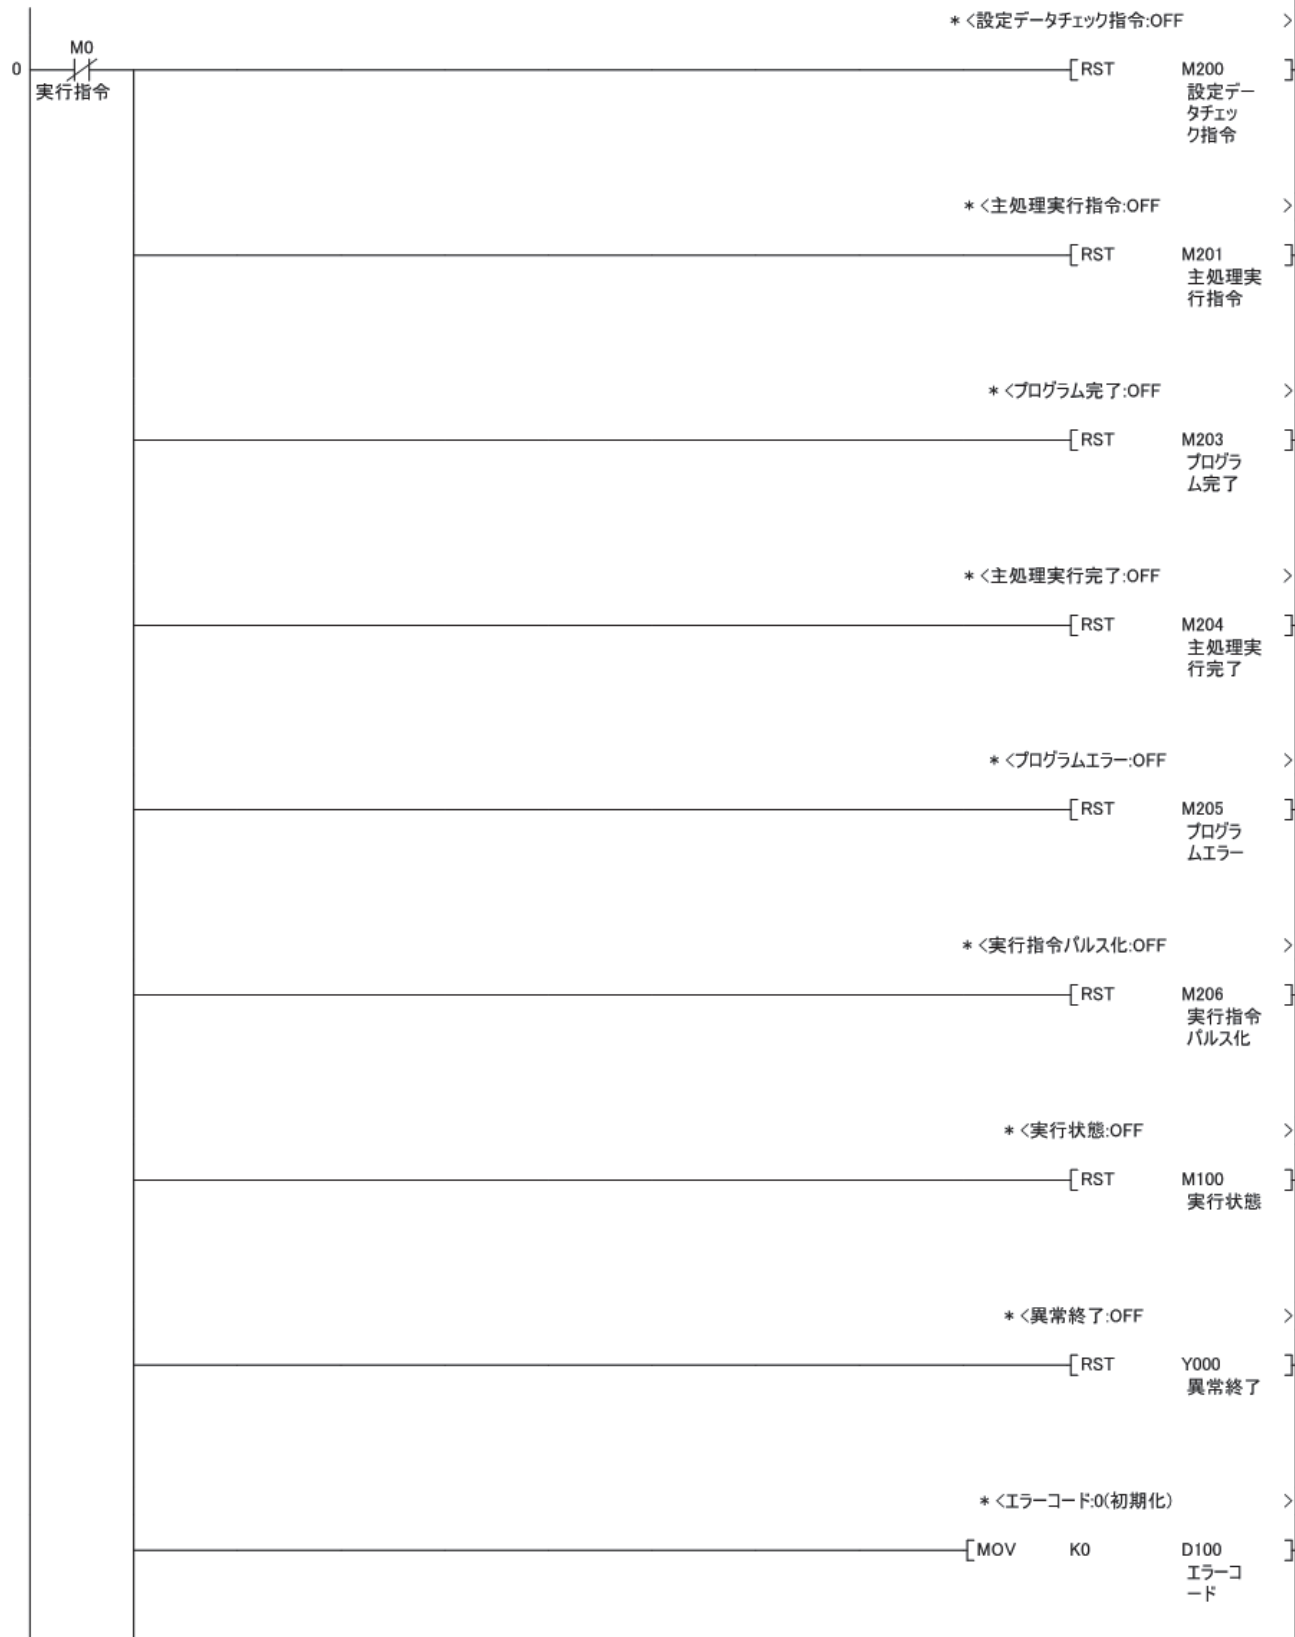 * <設定データチェック指令:OFF >
M0
0 [RST M200 ]
実行指令
設定デー
タチェッ
ク指令
* <主処理実行指令:OFF >
[RST M201 ]
主処理実
行指令
* <プログラム完了:OFF >
[RST M203 ]
プログラ
ム完了
* <主処理実行完了:OFF >
[RST M204 ]
主処理実
行完了
* <プログラムエラー:OFF >
[RST M205 ]
プログラ
ムエラー
* <実行指令パルス化:OFF >
[RST M206 ]
実行指令
パルス化
* <実行状態:OFF >
[RST M100 ]
実行状態
* <異常終了:OFF >
[RST Y000 ]
異常終了
* <エラーコード:0(初期化) >
[MOV K0 D100 ]
エラーコ
ード